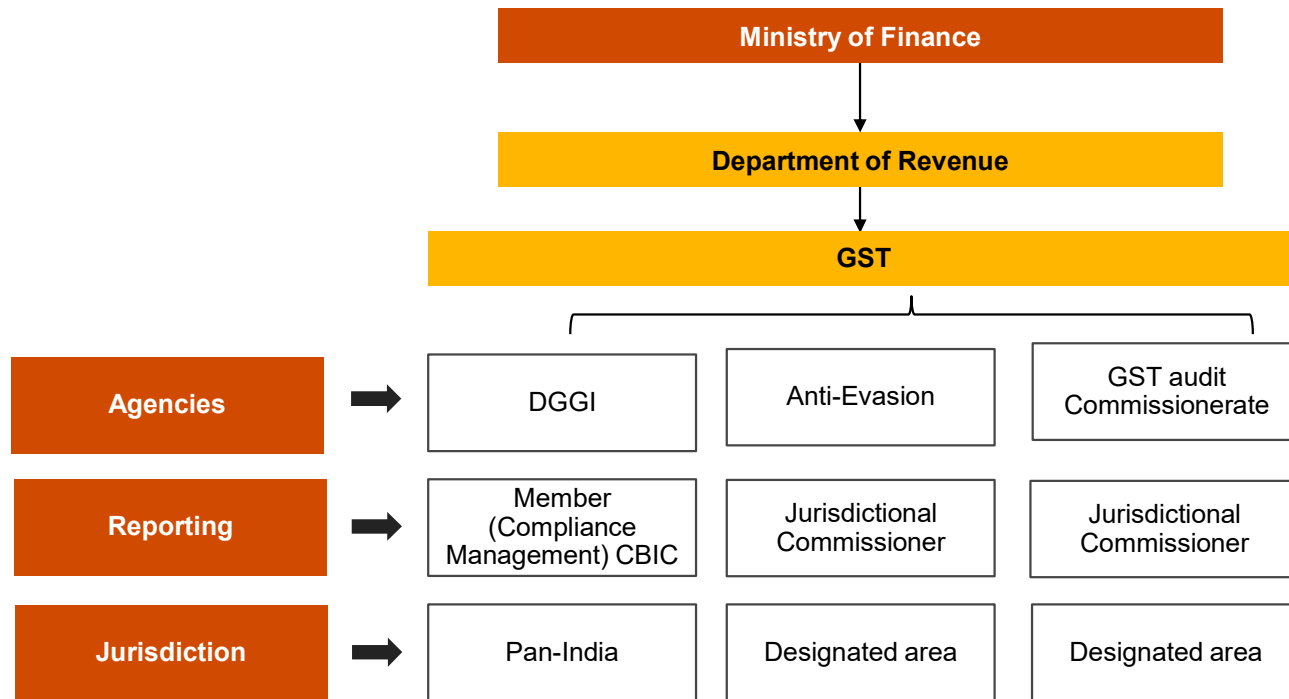 Ministry of Finance
Department of Revenue
GST
Agencies
DGGI
Anti-Evasion
GST audit
Commissionerate
Reporting
Member
(Compliance
Management) CBIC
Jurisdictional
Commissioner
Jurisdictional
Commissioner
Jurisdiction
Pan-India
Designated area
Designated area